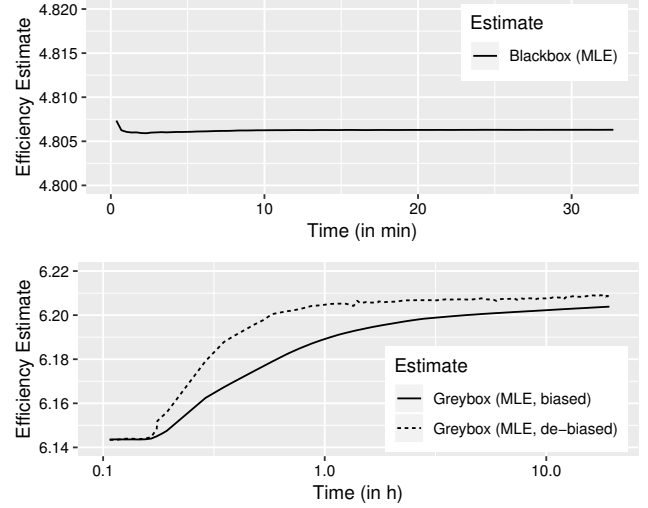 4.820
4.815
4.810
4.805
4.800
Efficiency Estimate
Estimate
Blackbox (MLE)
0 10 20 30
Time (in min)
6.22
6.20
6.18
6.16
6.14
Efficiency Estimate
Estimate
Greybox (MLE, biased)
Greybox (MLE, de−biased)
0.1 1.0 10.0
Time (in h)